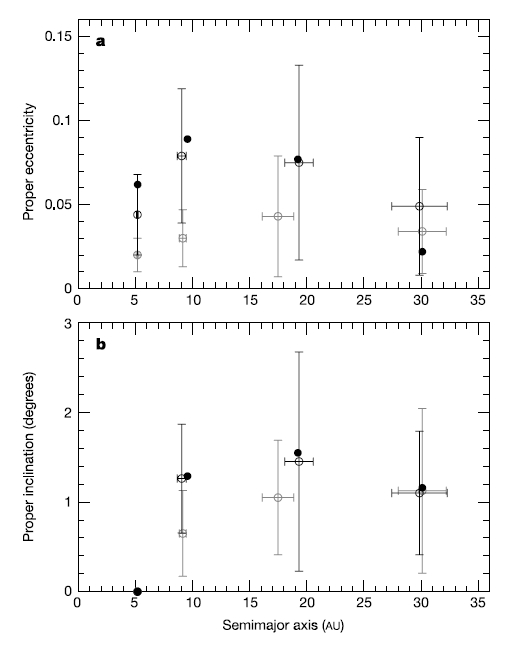 0.15
a
0.1
Proper eccentricity
0.05
0
0 5 10 15 20 25 30 35
3
b
2
Proper inclination (degrees)
1
0
0 5 10 15 20 25 30 35
Semimajor axis (AU)